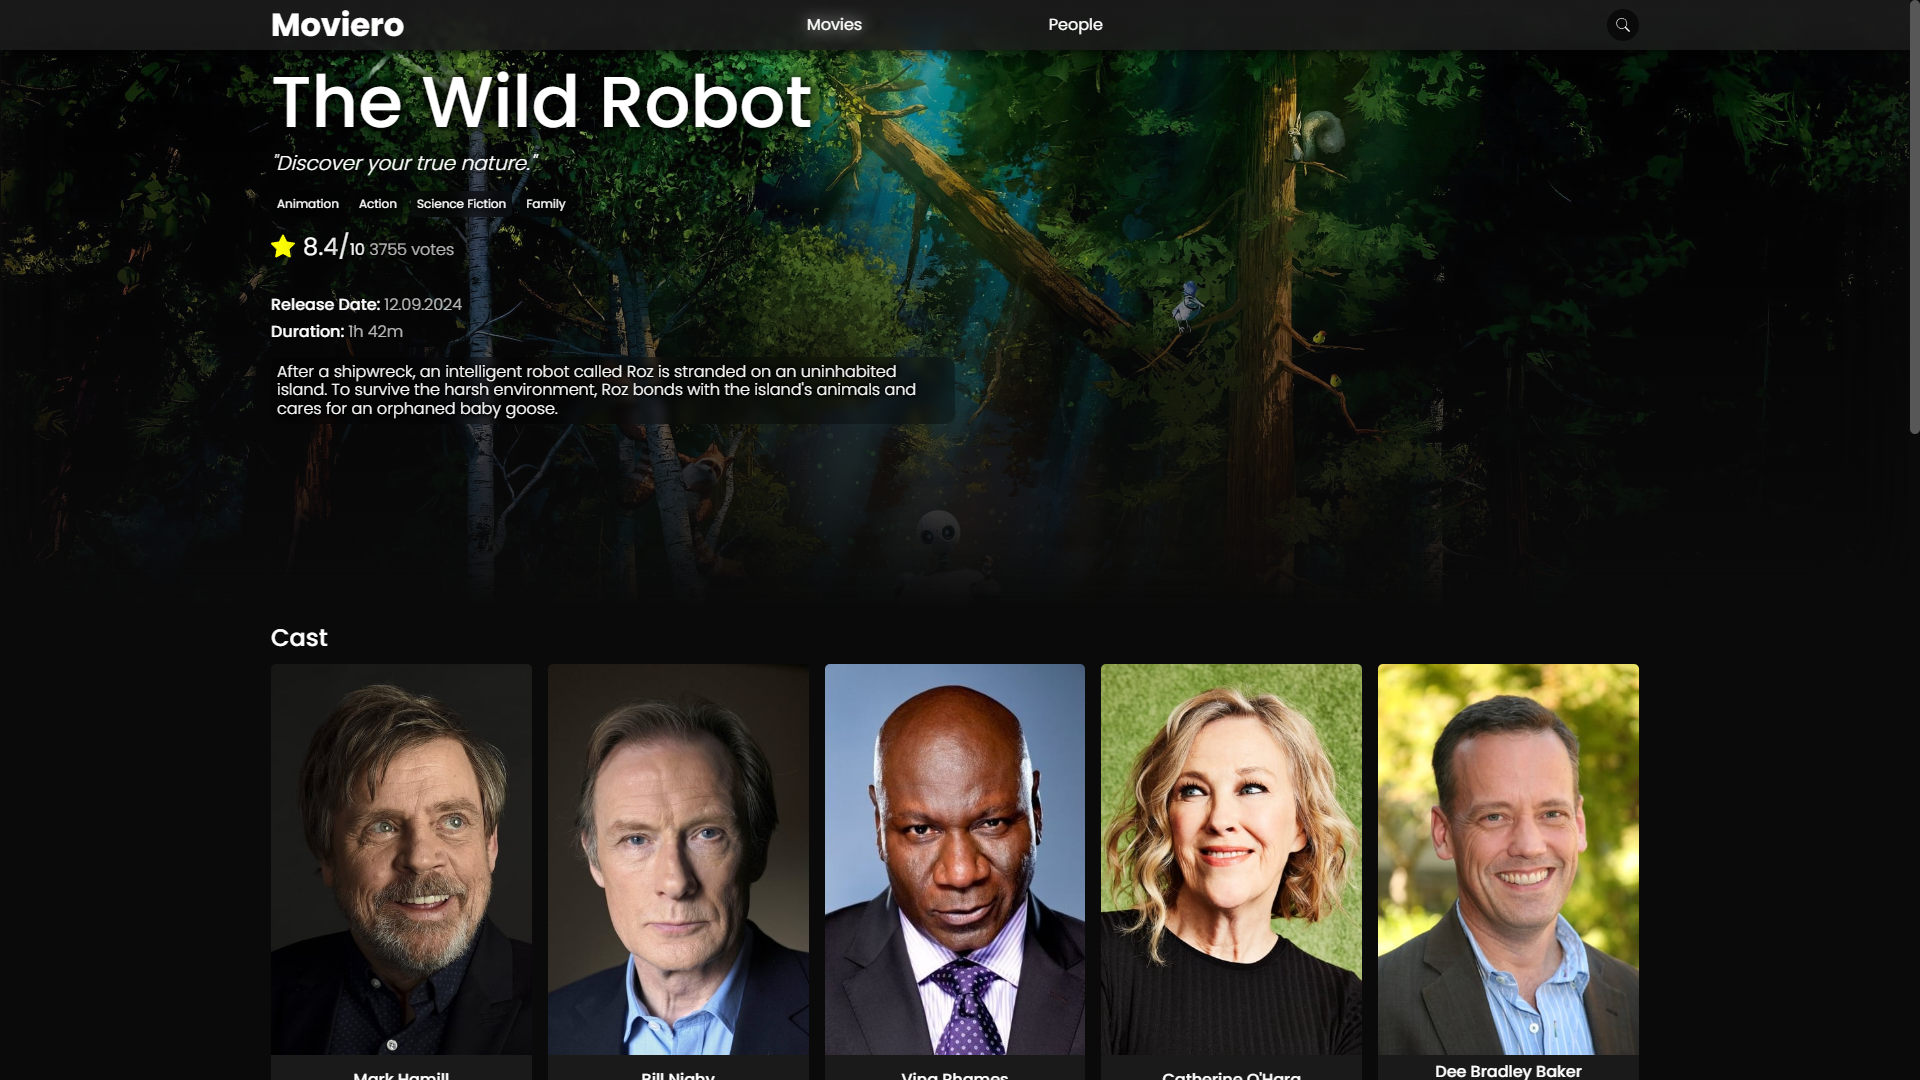 Moviero
Movies
People
The Wild Robot
"Discover your true nature."
Animation Action Science Fiction Family
8.4/10 3755 votes
Release Date: 12.09.2024
Duration: 1h 42m
After a shipwreck, an intelligent robot called Roz is stranded on an uninhabited
island. To survive the harsh environment, Roz bonds with the island's animals and
cares for an orphaned baby goose.
Cast
Mark Hamill
Bill Nighy
Ving Rhames
Catherine O'Hara
Dee Bradley Baker